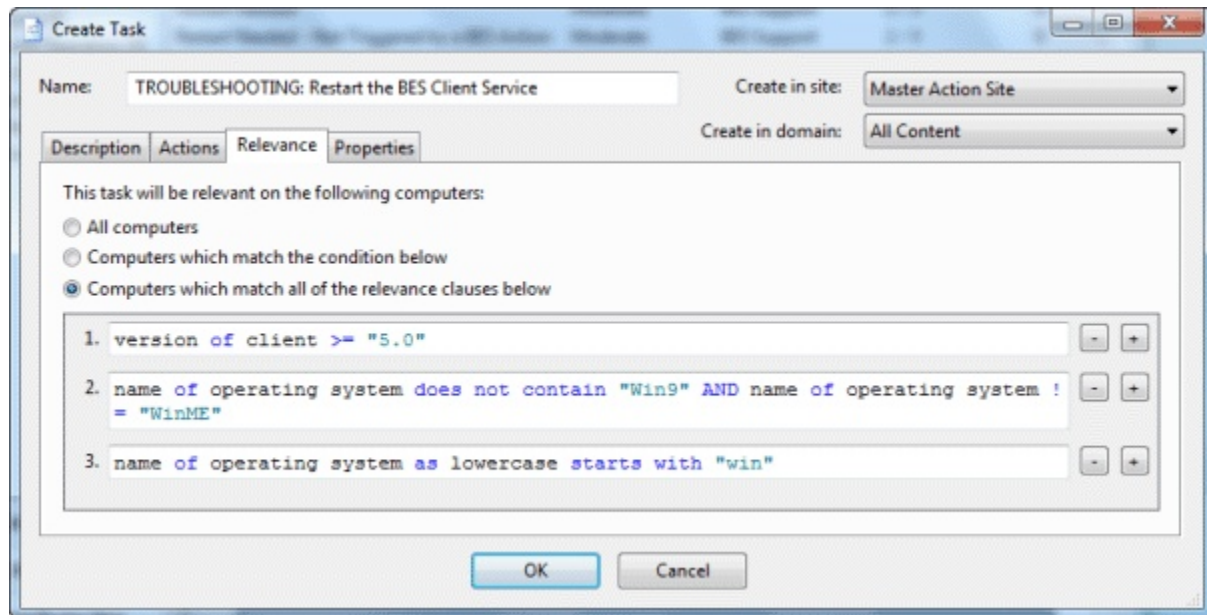 Create Task
Name: TROUBLESHOOTING: Restart the BES Client Service
Create in site: Master Action Site
Create in domain: All Content
Description Actions Relevance Properties
This task will be relevant on the following computers:
All computers
Computers which match the condition below
Computers which match all of the relevance clauses below
1. version of client >= "5.0" - +
2. name of operating system does not contain "Win9" AND name of operating system ! - +
= "WinME"
3. name of operating system as lowercase starts with "win" - +
OK Cancel